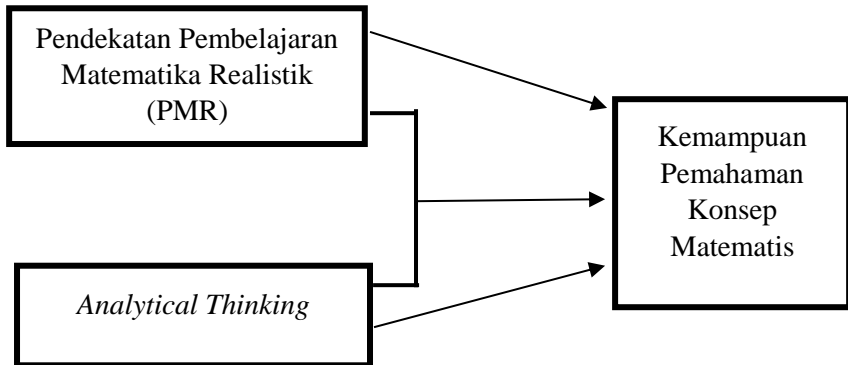 Pendekatan Pembelajaran
Matematika Realistik
(PMR)
Kemampuan
Pemahaman
Konsep
Matematis
Analytical Thinking